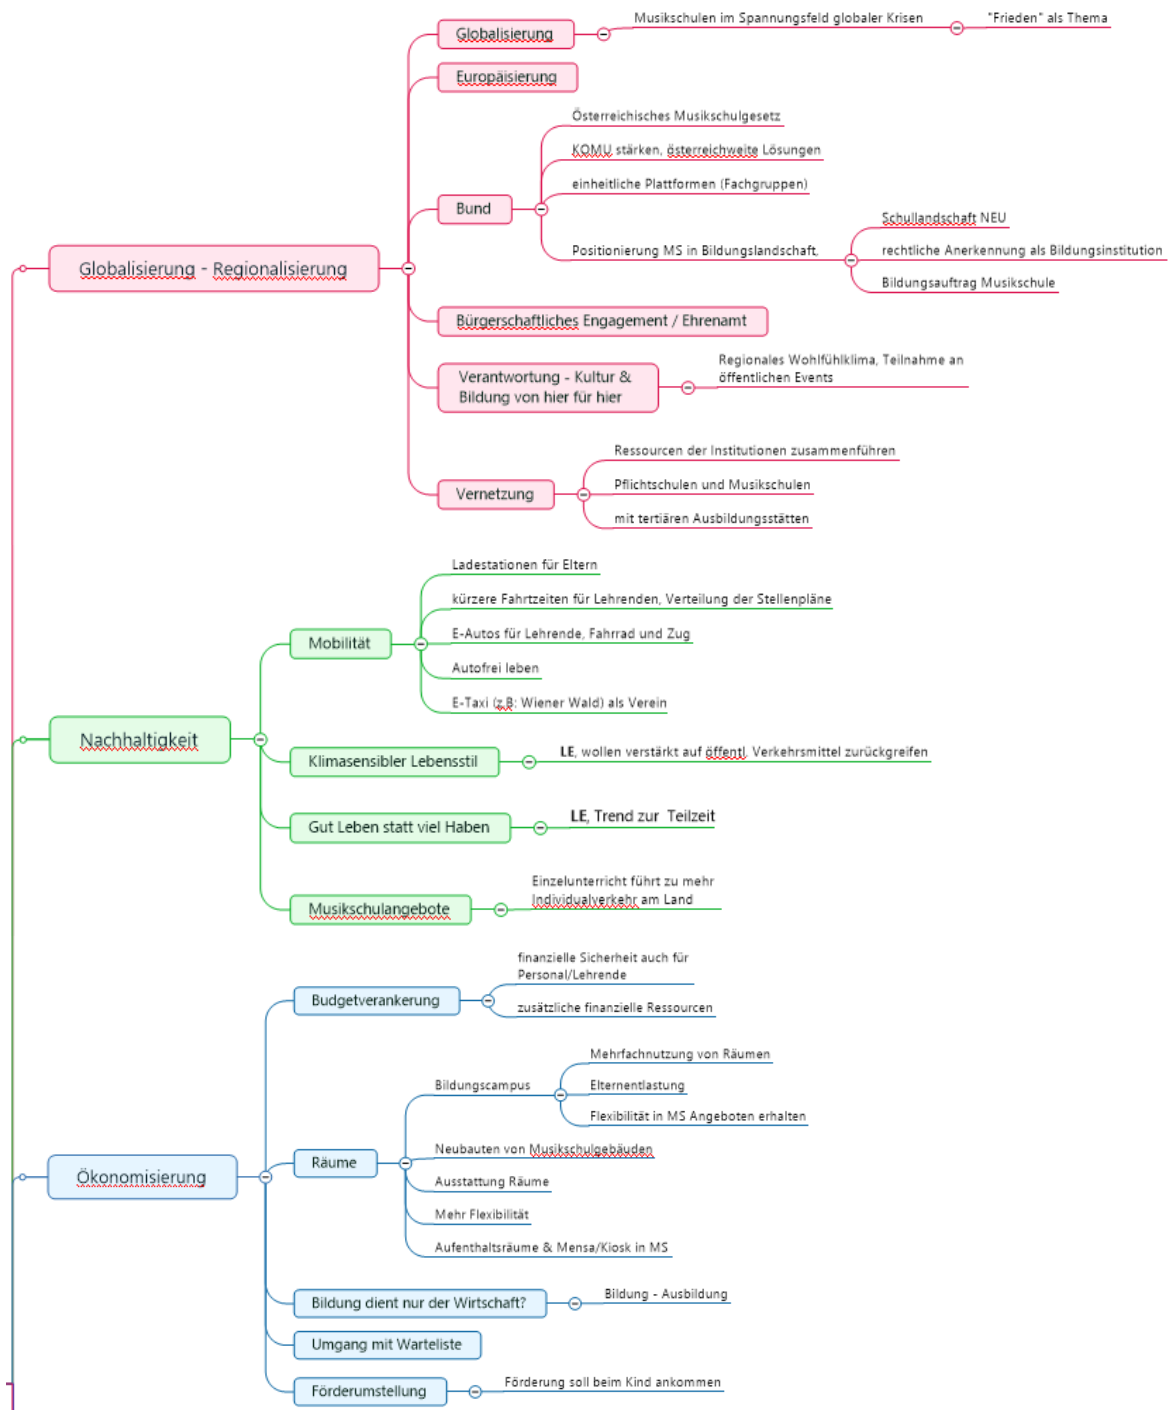 Globalisierung - Regionalisierung
Globalisierung
Musikschulen im Spannungsfeld globaler Krisen
"Frieden" als Thema
Europäisierung
Bund
Österreichisches Musikschulgesetz
KOMU stärken, österreichweite Lösungen
einheitliche Plattformen (Fachgruppen)
Positionierung MS in Bildungslandschaft,
Schullandschaft NEU
rechtliche Anerkennung als Bildungsinstitution
Bildungsauftrag Musikschule
Bürgerschaftliches Engagement / Ehrenamt
Verantwortung - Kultur &
Bildung von hier für hier
Regionales Wohlfühlklima, Teilnahme an
öffentlichen Events
Vernetzung
Ressourcen der Institutionen zusammenführen
Pflichtschulen und Musikschulen
mit tertiären Ausbildungsstätten
Nachhaltigkeit
Mobilität
Ladestationen für Eltern
kürzere Fahrtzeiten für Lehrenden, Verteilung der Stellenpläne
E-Autos für Lehrende, Fahrrad und Zug
Autofrei leben
E-Taxi (z.B: Wiener Wald) als Verein
Klimasensibler Lebensstil
LE, wollen verstärkt auf öffentl. Verkehrsmittel zurückgreifen
Gut Leben statt viel Haben
LE, Trend zur Teilzeit
Musikschulangebote
Einzelunterricht führt zu mehr
Individualverkehr am Land
Ökonomisierung
Budgetverankerung
finanzielle Sicherheit auch für
Personal/Lehrende
zusätzliche finanzielle Ressourcen
Räume
Bildungscampus
Mehrfachnutzung von Räumen
Elternentlastung
Flexibilität in MS Angeboten erhalten
Neubauten von Musikschulgebäuden
Ausstattung Räume
Mehr Flexibilität
Aufenthaltsräume & Mensa/Kiosk in MS
Bildung dient nur der Wirtschaft?
Bildung - Ausbildung
Umgang mit Warteliste
Förderumstellung
Förderung soll beim Kind ankommen